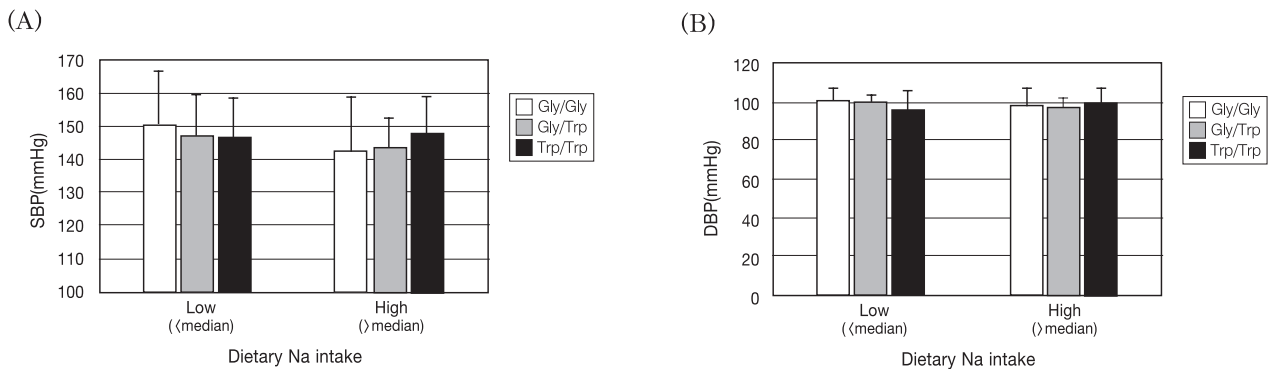 (A)
170
160
150
140
130
120
110
100
SBP(mmHg)
Low
(〈median)
High
(〉median)
Dietary Na intake
Gly/Gly
Gly/Trp
Trp/Trp
(B)
120
100
80
60
40
20
0
DBP(mmHg)
Low
(〈median)
High
(〉median)
Dietary Na intake
Gly/Gly
Gly/Trp
Trp/Trp